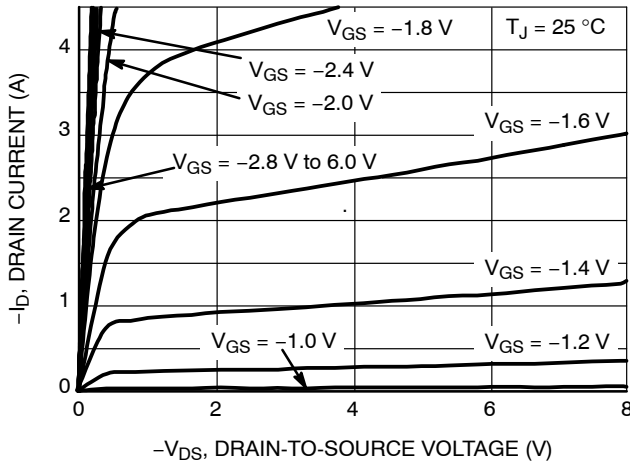 4
V_GS = −1.8 V
T_J = 25 °C
V_GS = −2.4 V
V_GS = −2.0 V
3
V_GS = −1.6 V
V_GS = −2.8 V to 6.0 V
2
V_GS = −1.4 V
1
V_GS = −1.0 V
V_GS = −1.2 V
0
0 2 4 6 8
−I_D, DRAIN CURRENT (A)
−V_DS, DRAIN-TO-SOURCE VOLTAGE (V)